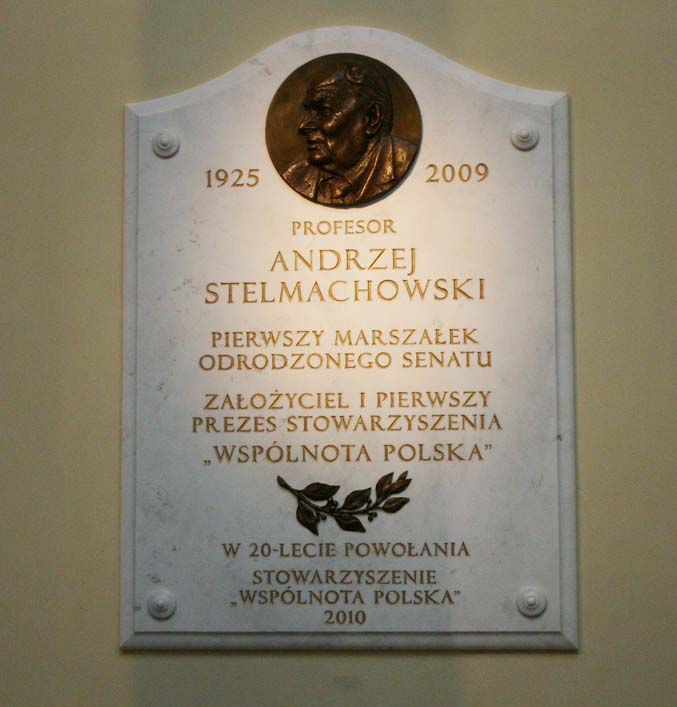 1925 2009
PROFESOR
ANDRZEJ
STELMACHOWSKI
PIERWSZY MARSZAŁEK
ODRODZONEGO SENATU
ZAŁOŻYCIEL I PIERWSZY
PREZES STOWARZYSZENIA
„WSPÓLNOTA POLSKA”
W 20-LECIE POWOŁANIA
STOWARZYSZENIE
„WSPÓLNOTA POLSKA”
2010